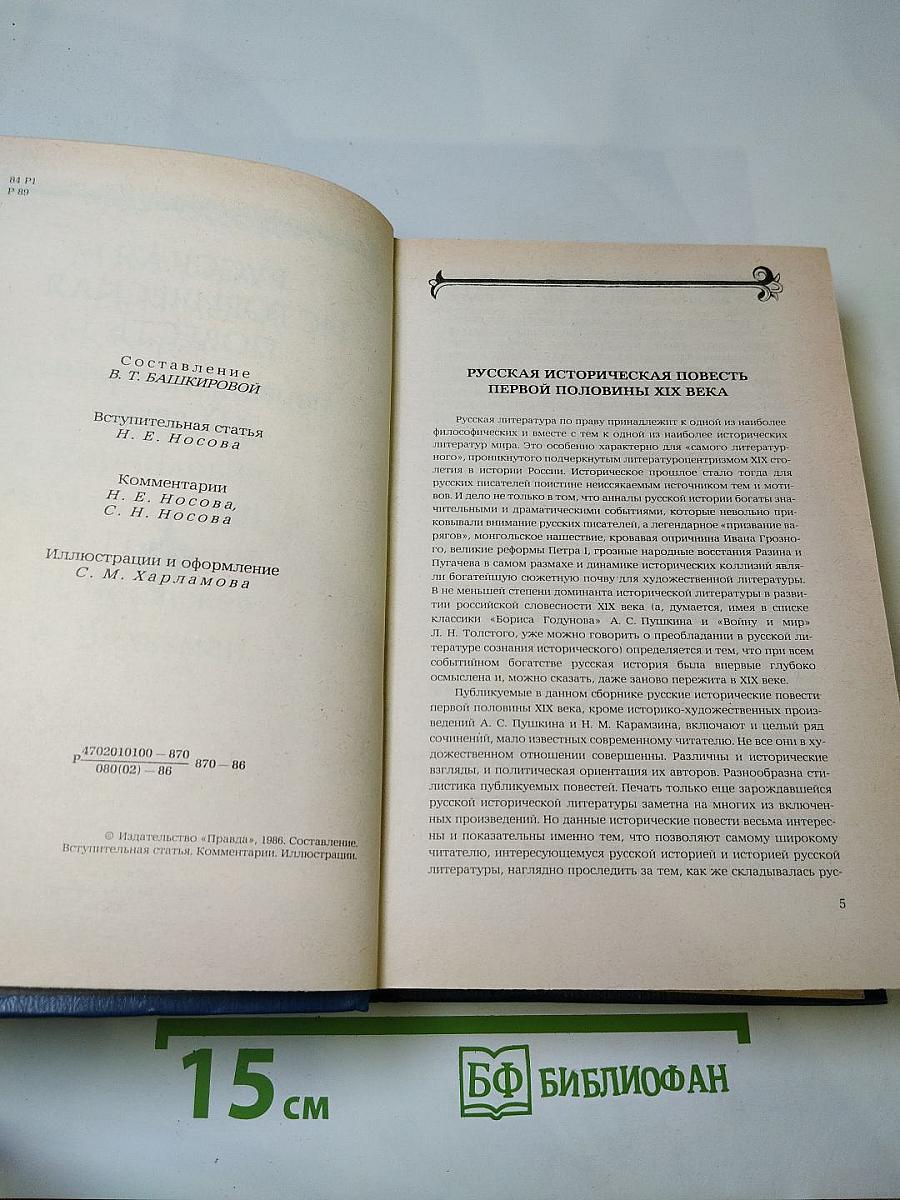 84 Р1
Р 89
Составление
В. Т. БАШКИРОВОЙ
Вступительная статья
Н. Е. Носова
Комментарии
Н. Е. Носова,
С. Н. Носова
Иллюстрации и оформление
С. М. Харламова
Р 4702010100—870
080(02)—86 870—86
© Издательство «Правда», 1986. Составление.
Вступительная статья. Комментарии. Иллюстрации.
РУССКАЯ ИСТОРИЧЕСКАЯ ПОВЕСТЬ
ПЕРВОЙ ПОЛОВИНЫ XIX ВЕКА
Русская литература по праву принадлежит к одной из наиболее
философических и вместе с тем к одной из наиболее исторических
литератур мира. Это особенно характерно для «самого литератур-
ного», проникнутого подчеркнутым литературоцентризмом XIX сто-
летия в истории России. Историческое прошлое стало тогда для
русских писателей поистине неиссякаемым источником тем и моти-
вов. И дело не только в том, что анналы русской истории богаты зна-
чительными и драматическими событиями, которые невольно при-
ковывали внимание русских писателей, а легендарное «призвание ва-
рягов», монгольское нашествие, кровавая опричнина Ивана Грозно-
го, великие реформы Петра I, грозные народные восстания Разина и
Пугачева в самом размахе и динамике исторических коллизий явля-
ли богатейшую сюжетную почву для художественной литературы.
В не меньшей степени доминанта исторической литературы в разви-
тии российской словесности XIX века (а, думается, имея в списке
классики «Бориса Годунова» А. С. Пушкина и «Войну и мир»
Л. Н. Толстого, уже можно говорить о преобладании в русской ли-
тературе сознания исторического) определяется и тем, что при всем
событийном богатстве русская история была впервые глубоко
осмыслена и, можно сказать, даже заново пережита в XIX веке.
Публикуемые в данном сборнике русские исторические повести
первой половины XIX века, кроме историко-художественных произ-
ведений А. С. Пушкина и Н. М. Карамзина, включают и целый ряд
сочинений, мало известных современному читателю. Не все они в ху-
дожественном отношении совершенны. Различны и исторические
взгляды, и политическая ориентация их авторов. Разнообразна сти-
листика публикуемых повестей. Печать только еще зарождавшейся
русской исторической литературы заметна на многих из включен-
ных произведений. Но данные исторические повести весьма интерес-
ны и показательны именно тем, что позволяют самому широкому
читателю, интересующемуся русской историей и историей русской
литературы, наглядно проследить за тем, как же складывалась рус-
5
15 см
БФ БИБЛИОФАН